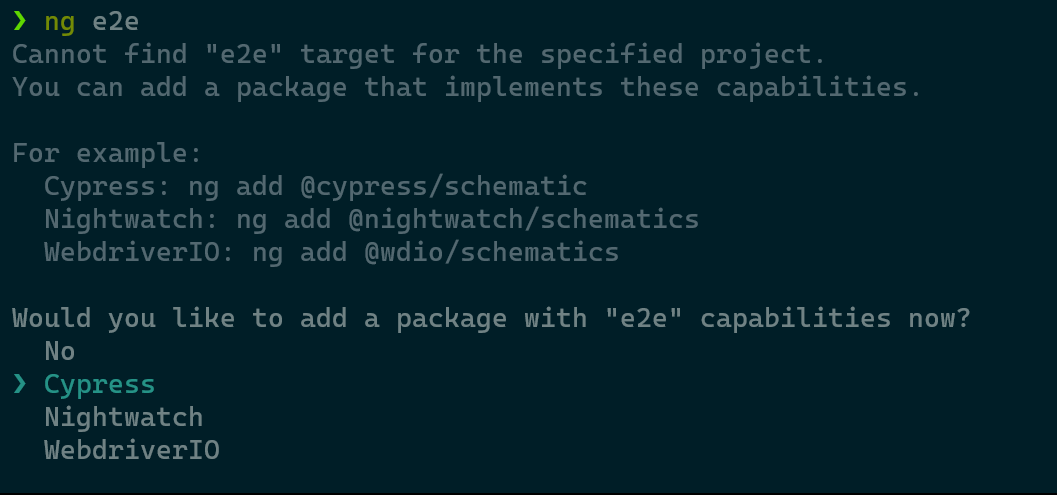 ❯ ng e2e
Cannot find "e2e" target for the specified project.
You can add a package that implements these capabilities.
For example:
Cypress: ng add @cypress/schematic
Nightwatch: ng add @nightwatch/schematics
WebdriverIO: ng add @wdio/schematics
Would you like to add a package with "e2e" capabilities now?
No
❯ Cypress
Nightwatch
WebdriverIO